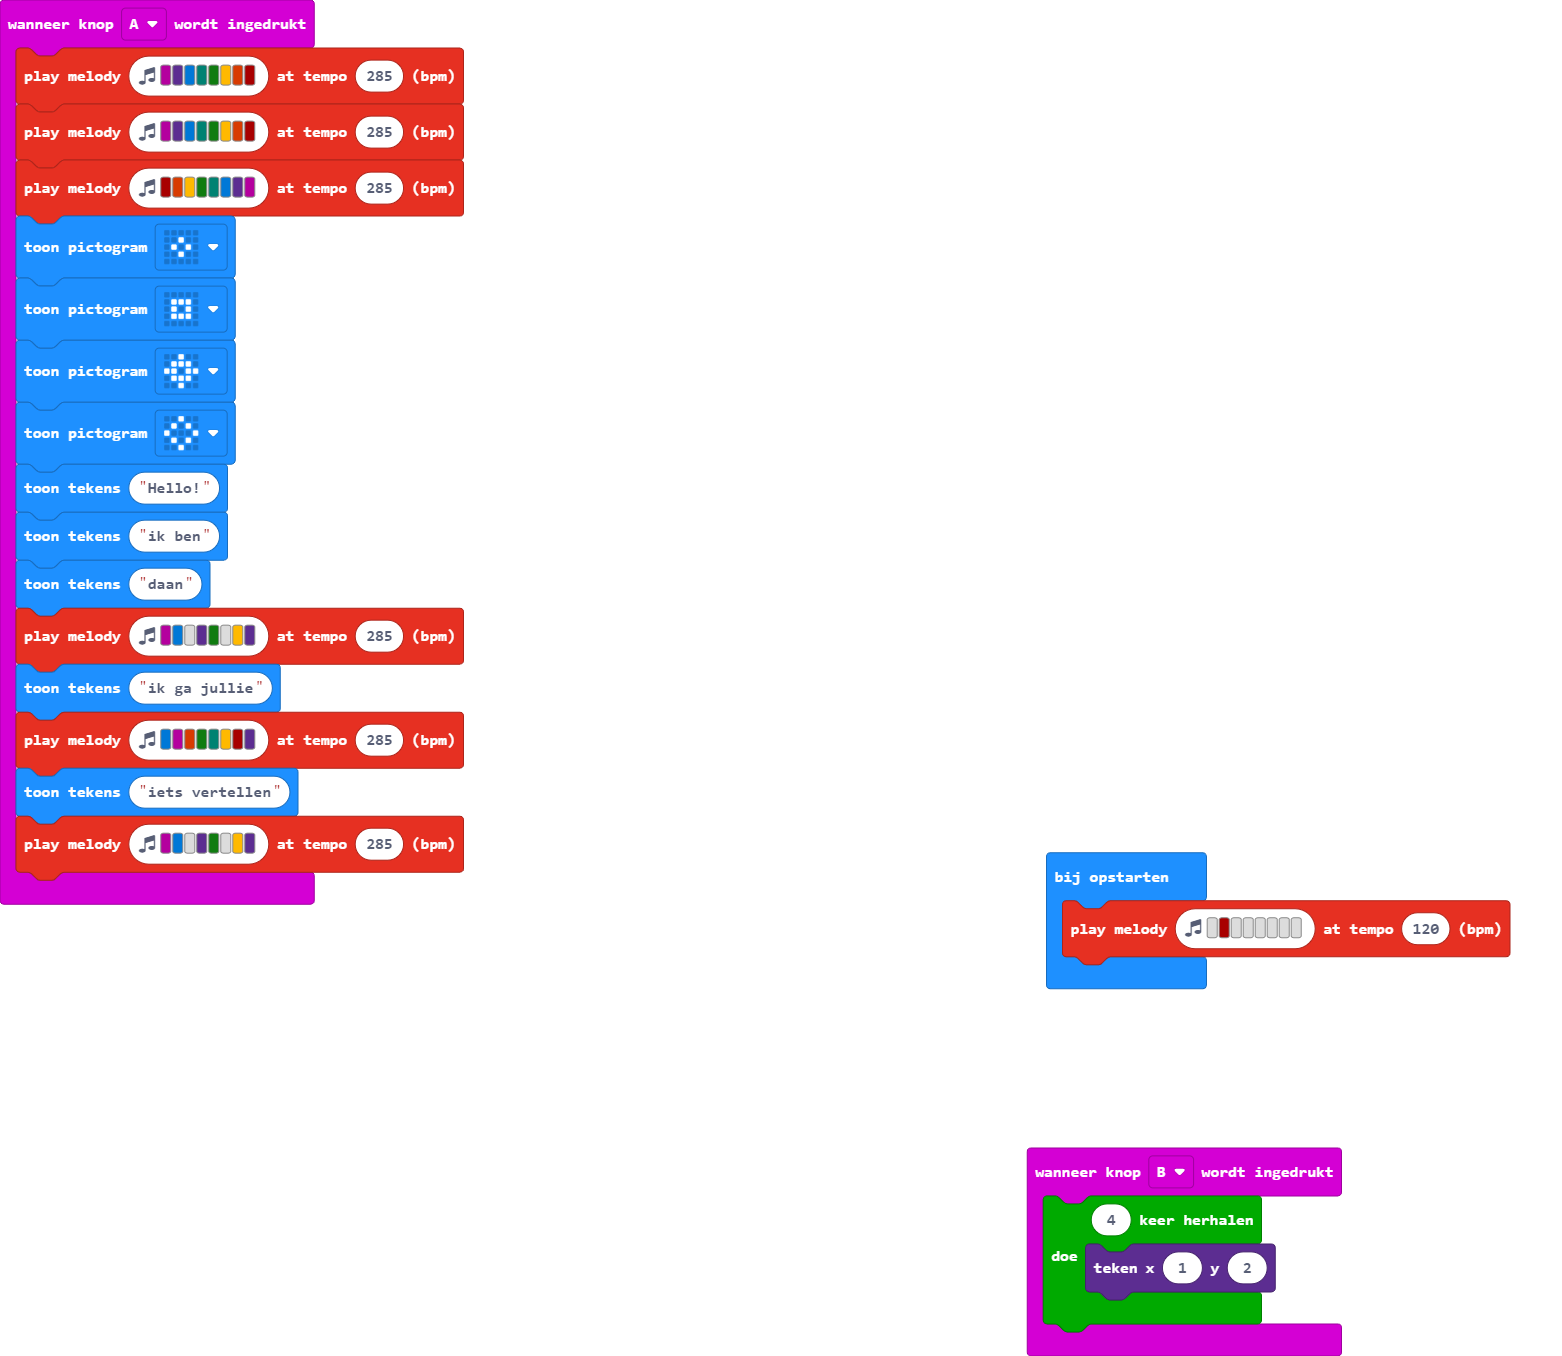 wanneer knop A wordt ingedrukt
play melody at tempo 285 (bpm)
play melody at tempo 285 (bpm)
play melody at tempo 285 (bpm)
toon pictogram
toon pictogram
toon pictogram
toon pictogram
toon tekens "Hello!"
toon tekens "ik ben"
toon tekens "daan"
play melody at tempo 285 (bpm)
toon tekens "ik ga jullie"
play melody at tempo 285 (bpm)
toon tekens "iets vertellen"
play melody at tempo 285 (bpm)
bij opstarten
play melody at tempo 120 (bpm)
wanneer knop B wordt ingedrukt
4 keer herhalen
doe
teken x 1 y 2